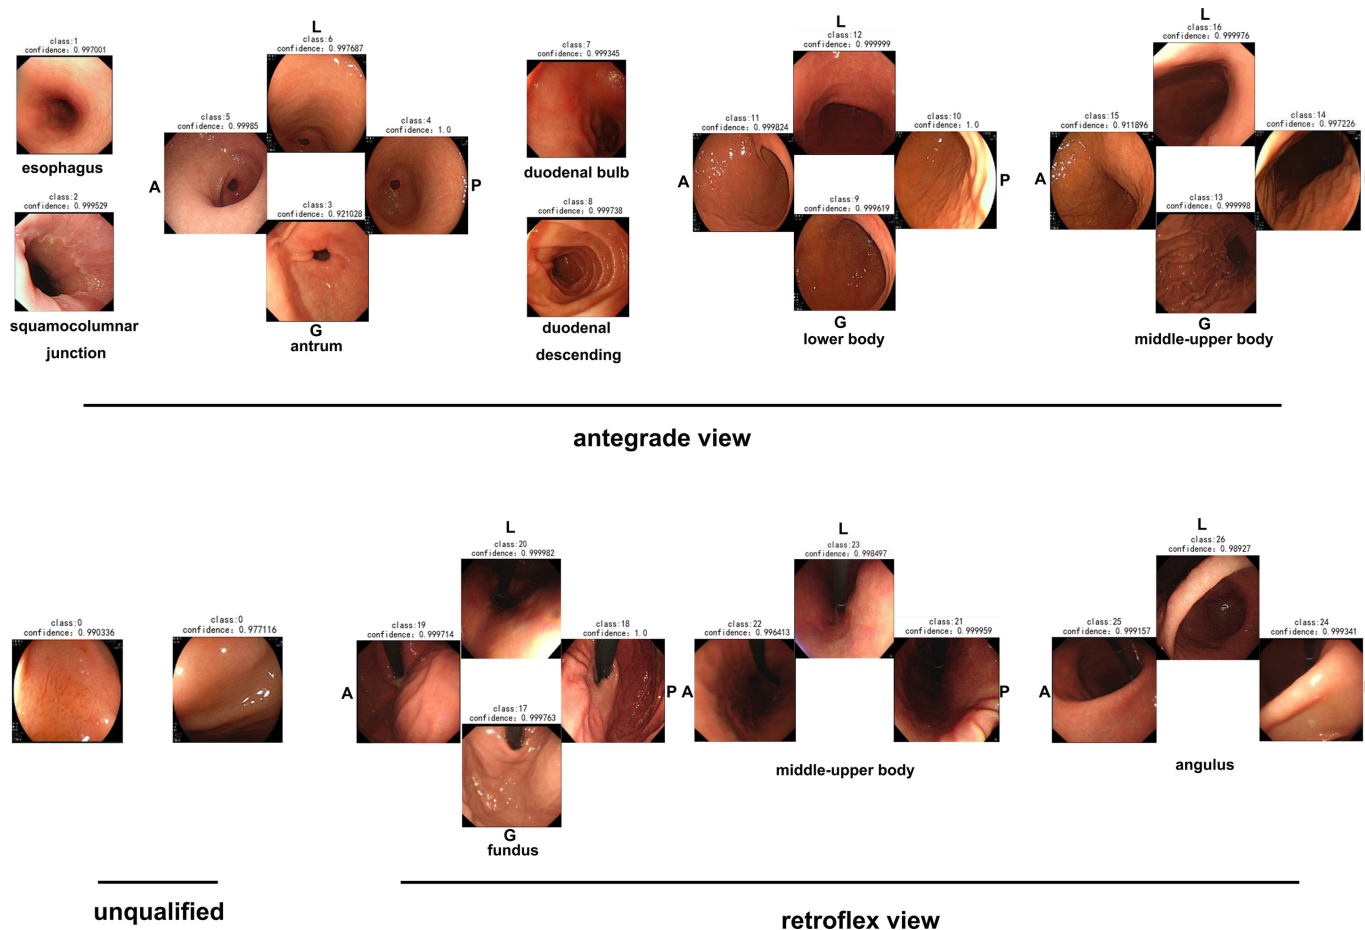 class:1
confidence: 0.997001
esophagus
class:2
confidence: 0.999529
squamocolumnar
junction
L
class:6
confidence: 0.997687
class:5
confidence: 0.99985
A
class:4
confidence: 1.0
P
class:3
confidence: 0.921028
G
antrum
class:7
confidence: 0.999345
duodenal bulb
class:8
confidence: 0.999738
duodenal
descending
L
class:12
confidence: 0.999999
class:11
confidence: 0.999824
A
class:10
confidence: 1.0
P
class:9
confidence: 0.999619
G
lower body
L
class:16
confidence: 0.999976
class:15
confidence: 0.911896
A
class:14
confidence: 0.997226
class:13
confidence: 0.999998
G
middle-upper body
antegrade view
class:0
confidence: 0.990336
class:0
confidence: 0.977116
unqualified
L
class:20
confidence: 0.999982
class:19
confidence: 0.999714
A
class:18
confidence: 1.0
P
class:17
confidence: 0.999763
G
fundus
L
class:23
confidence: 0.998497
class:22
confidence: 0.996413
A
class:21
confidence: 0.999959
P
middle-upper body
L
class:26
confidence: 0.98927
class:25
confidence: 0.999157
A
class:24
confidence: 0.999341
angulus
retroflex view